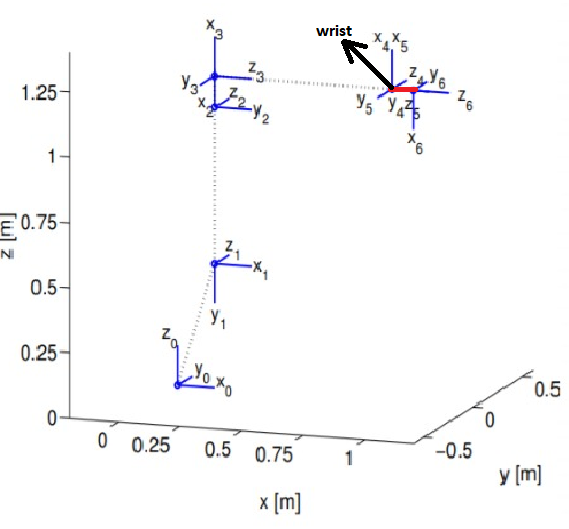 wrist
x3
x4 x5
z3
z4 y6
y3
1.25
x2 z2 y2
y5 y4 z5 z6
x6
1
0.75
z [m]
z1
x1
0.5
y1
z0
0.25
y0 x0
0
0.5
0
-0.5
0 0.25 0.5 0.75 1
y [m]
x [m]